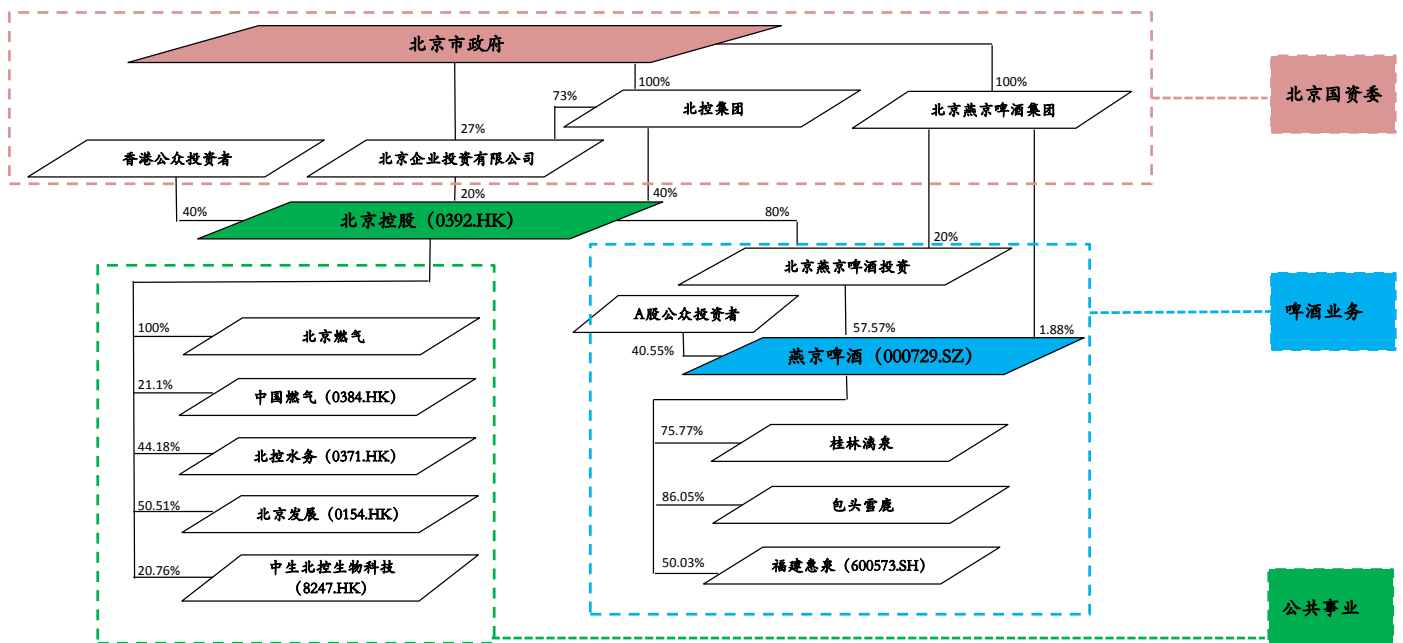 北京市政府
100%
100%
北京国资委
73%
北控集团
北京燕京啤酒集团
27%
香港公众投资者
北京企业投资有限公司
20%
40%
40%
北京控股（0392.HK）
80%
20%
北京燕京啤酒投资
A股公众投资者
啤酒业务
57.57%
1.88%
40.55%
燕京啤酒（000729.SZ）
100%
北京燃气
21.1%
中国燃气（0384.HK）
75.77%
桂林漓泉
44.18%
北控水务（0371.HK）
86.05%
包头雪鹿
50.51%
北京发展（0154.HK）
50.03%
福建惠泉（600573.SH）
20.76%
中生北控生物科技
（8247.HK）
公共事业